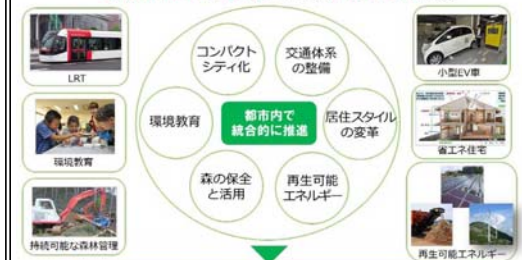 LRT
環境教育
持続可能な森林管理
コンパクト
シティ化
交通体系
の整備
環境教育
都市内で
統合的に推進
居住スタイル
の変革
森の保全
と活用
再生可能
エネルギー
小型EV車
省エネ住宅
再生可能エネルギー